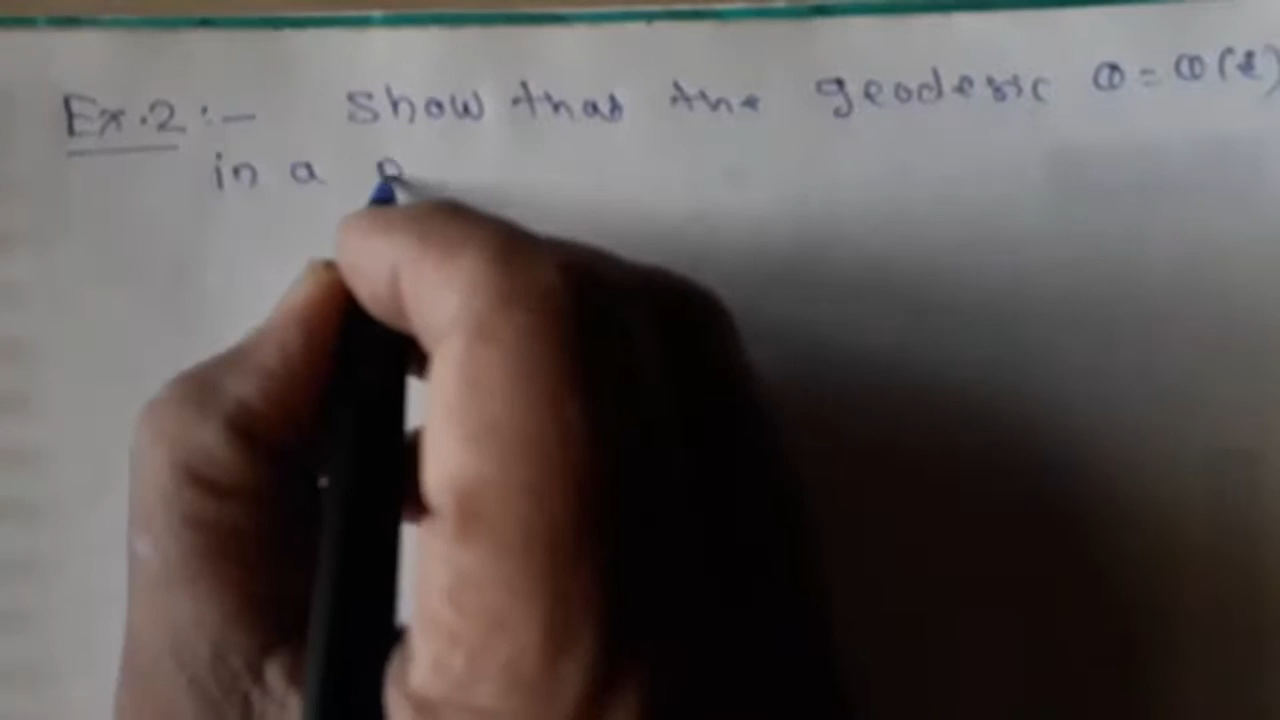 Ex.2:- Show that the geodesic θ = θ(r)
in a